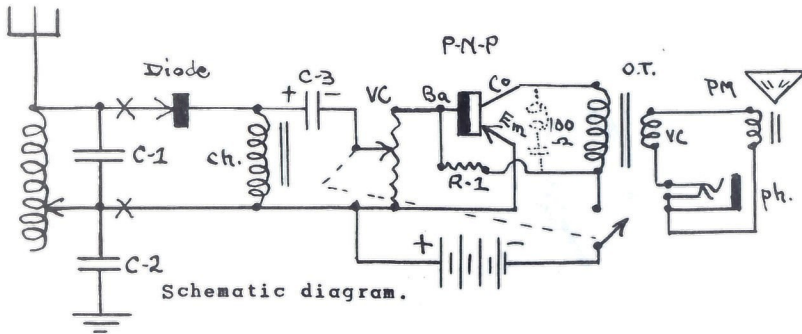 P-N-P
Diode
C-3
+ -
VC
Ba
Co
O.T.
PM
Em
100
Ω
C-1
ch.
R-1
VC
ph.
C-2
+ -
Schematic diagram.